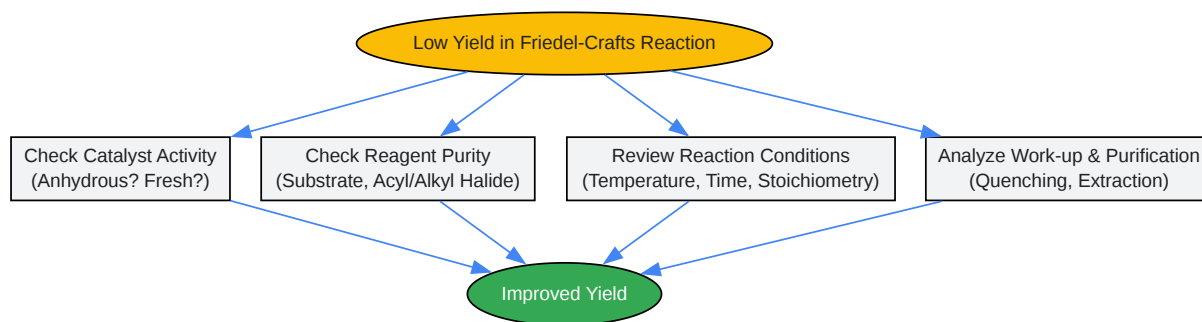 Low Yield in Friedel-Crafts Reaction
Check Catalyst Activity
(Anhydrous? Fresh?)
Check Reagent Purity
(Substrate, Acyl/Alkyl Halide)
Review Reaction Conditions
(Temperature, Time, Stoichiometry)
Analyze Work-up & Purification
(Quenching, Extraction)
Improved Yield